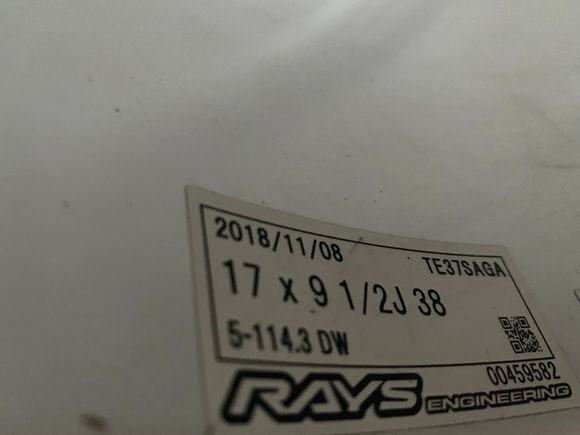 2018/11/08 TE37SAGA
17 x 9 1/2J 38
5-114.3 DW
00459582
RAYS ENGINEERING